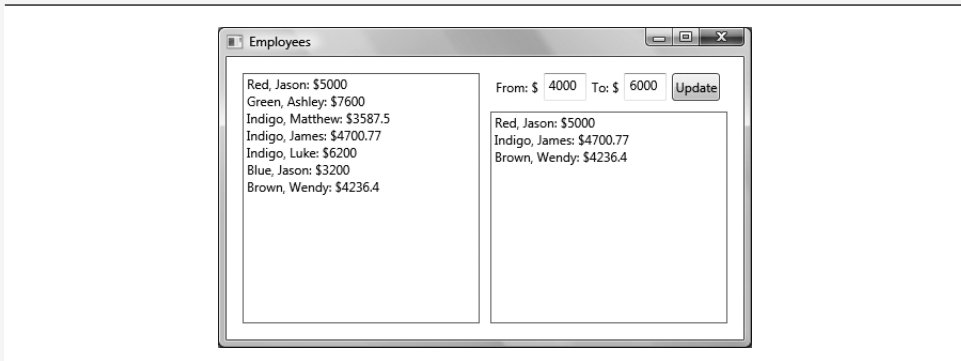 Employees
Red, Jason: $5000
Green, Ashley: $7600
Indigo, Matthew: $3587.5
Indigo, James: $4700.77
Indigo, Luke: $6200
Blue, Jason: $3200
Brown, Wendy: $4236.4
From: $ 4000 To: $ 6000 Update
Red, Jason: $5000
Indigo, James: $4700.77
Brown, Wendy: $4236.4